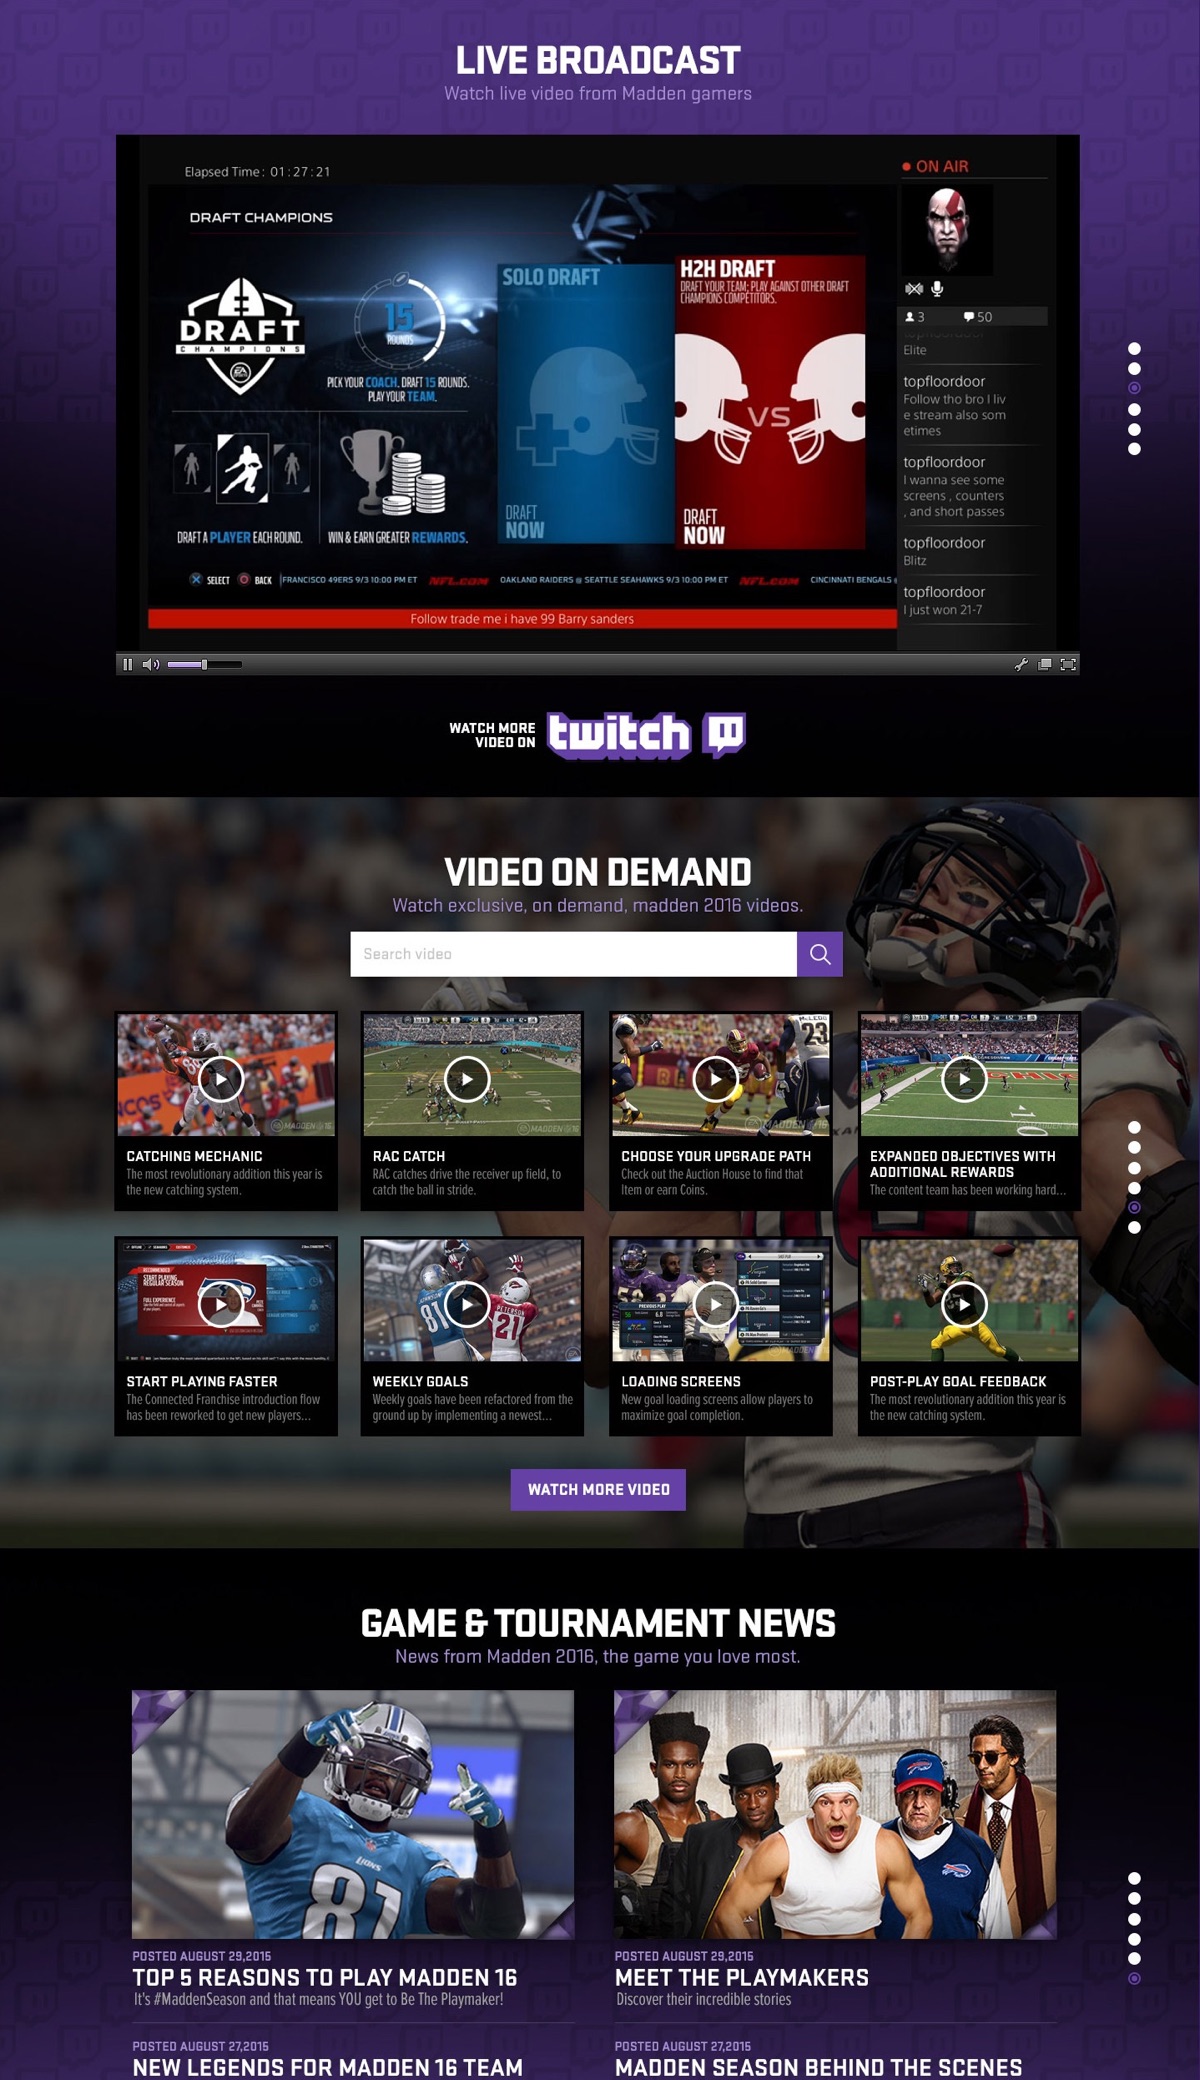 LIVE BROADCAST
Watch live video from Madden gamers
Elapsed Time: 01:27:21
ON AIR
DRAFT CHAMPIONS
DRAFT
CHAMPIONS
EA
15
ROUNDS
PICK YOUR COACH. DRAFT 15 ROUNDS.
PLAY YOUR TEAM.
SOLO DRAFT
DRAFT
NOW
H2H DRAFT
DRAFT YOUR TEAM; PLAY AGAINST OTHER DRAFT
CHAMPIONS COMPETITORS.
VS
DRAFT
NOW
DRAFT A PLAYER EACH ROUND.
WIN & EARN GREATER REWARDS.
SELECT BACK FRANCISCO 49ERS 9/3 10:00 PM ET NFL.COM OAKLAND RAIDERS @ SEATTLE SEAHAWKS 9/3 10:00 PM ET NFL.COM CINCINNATI BENGALS @
Follow trade me i have 99 Barry sanders
3 50
topfloordoor
Elite
topfloordoor
Follow tho bro I liv
e stream also som
etimes
topfloordoor
I wanna see some
screens , counters
, and short passes
topfloordoor
Blitz
topfloordoor
I just won 21-7
WATCH MORE
VIDEO ON
twitch
VIDEO ON DEMAND
Watch exclusive, on demand, madden 2016 videos.
Search video
CATCHING MECHANIC
The most revolutionary addition this year is
the new catching system.
RAC CATCH
RAC catches drive the receiver up field, to
catch the ball in stride.
CHOOSE YOUR UPGRADE PATH
Check out the Auction House to find that
Item or earn Coins.
EXPANDED OBJECTIVES WITH
ADDITIONAL REWARDS
The content team has been working hard...
START PLAYING FASTER
The Connected Franchise introduction flow
has been reworked to get new players...
WEEKLY GOALS
Weekly goals have been refactored from the
ground up by implementing a newest...
LOADING SCREENS
New goal loading screens allow players to
maximize goal completion.
POST-PLAY GOAL FEEDBACK
The most revolutionary addition this year is
the new catching system.
WATCH MORE VIDEO
GAME & TOURNAMENT NEWS
News from Madden 2016, the game you love most.
LIONS
81
POSTED AUGUST 29,2015
TOP 5 REASONS TO PLAY MADDEN 16
It's #MaddenSeason and that means YOU get to Be The Playmaker!
POSTED AUGUST 29,2015
MEET THE PLAYMAKERS
Discover their incredible stories
POSTED AUGUST 27,2015
NEW LEGENDS FOR MADDEN 16 TEAM
POSTED AUGUST 27,2015
MADDEN SEASON BEHIND THE SCENES